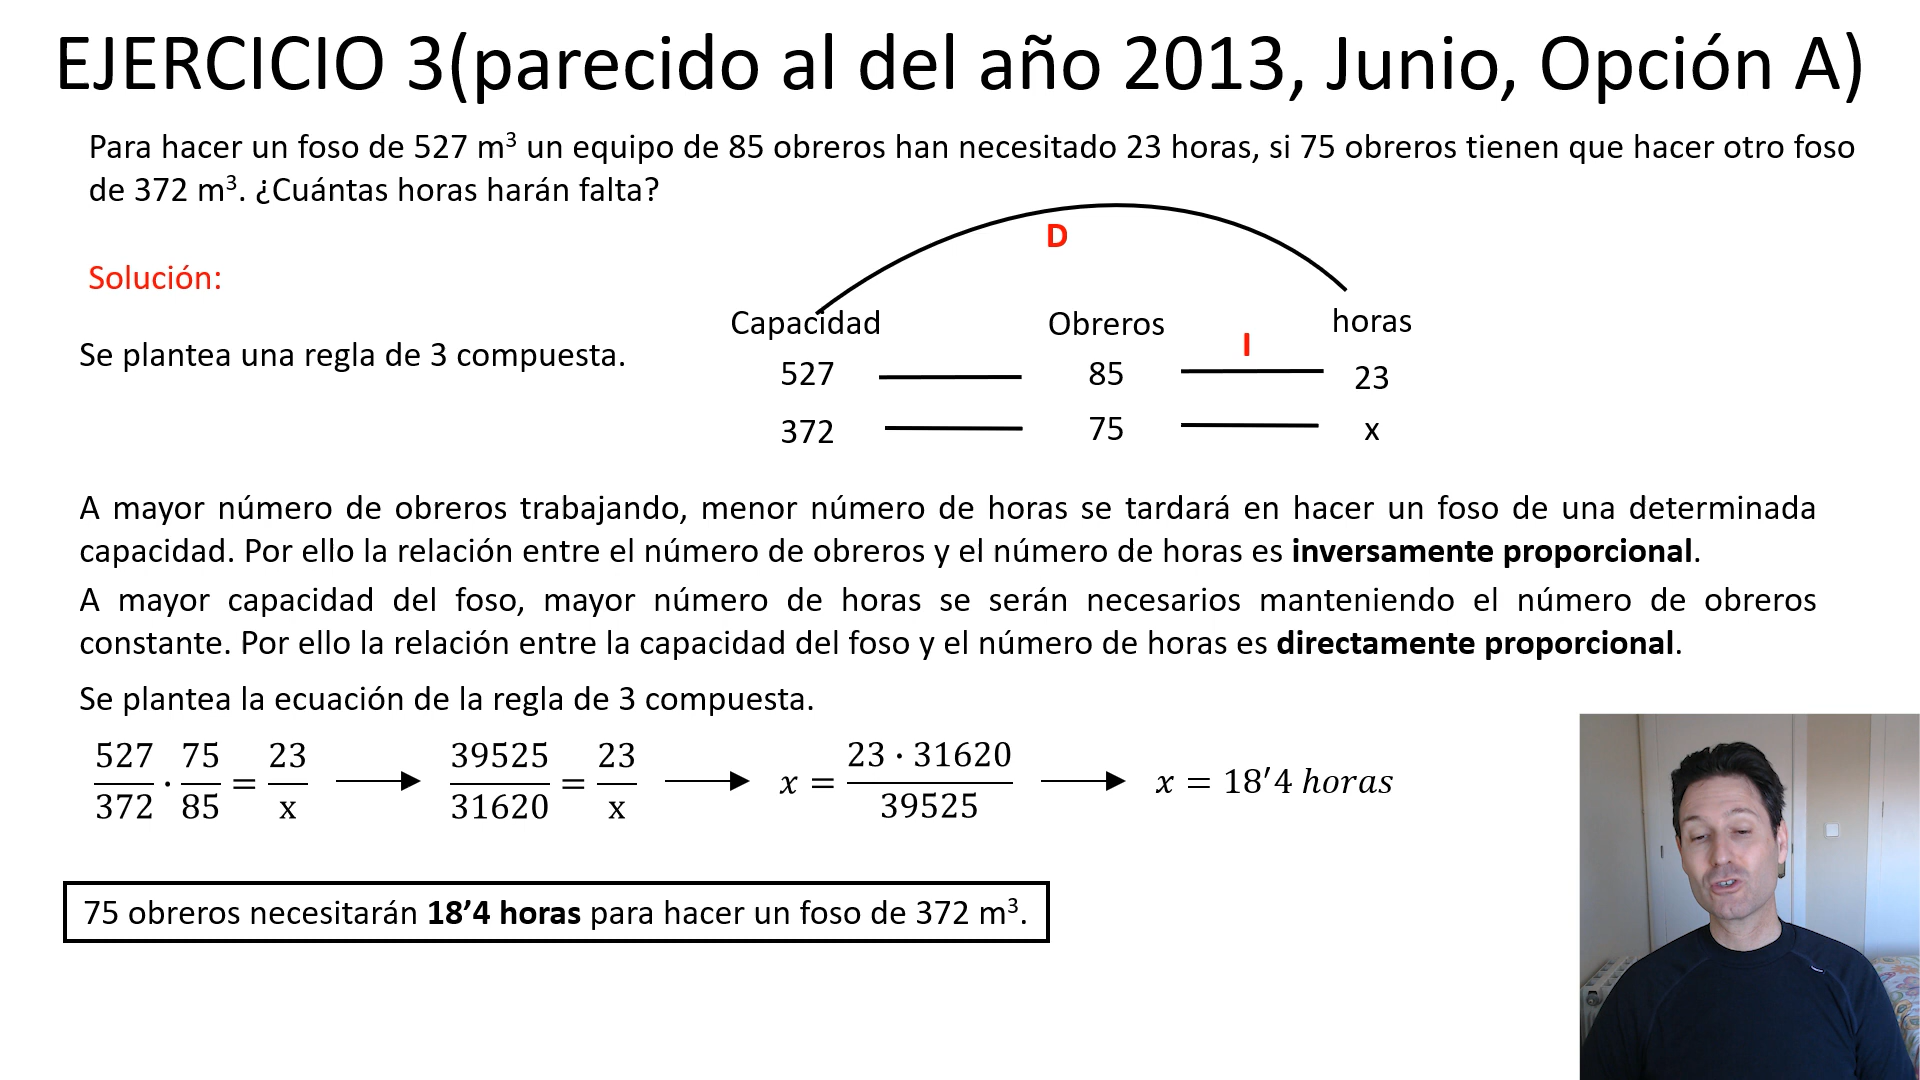 EJERCICIO 3(parecido al del año 2013, Junio, Opción A)
Para hacer un foso de 527 m³ un equipo de 85 obreros han necesitado 23 horas, si 75 obreros tienen que hacer otro foso
de 372 m³. ¿Cuántas horas harán falta?
D
Solución:
Capacidad Obreros horas
I
Se plantea una regla de 3 compuesta.
527 85 23
372 75 x
A mayor número de obreros trabajando, menor número de horas se tardará en hacer un foso de una determinada
capacidad. Por ello la relación entre el número de obreros y el número de horas es inversamente proporcional.
A mayor capacidad del foso, mayor número de horas se serán necesarios manteniendo el número de obreros
constante. Por ello la relación entre la capacidad del foso y el número de horas es directamente proporcional.
Se plantea la ecuación de la regla de 3 compuesta.
527/372 · 75/85 = 23/x → 39525/31620 = 23/x → x = 23 · 31620/39525 → x = 18′4 horas
75 obreros necesitarán 18’4 horas para hacer un foso de 372 m³.